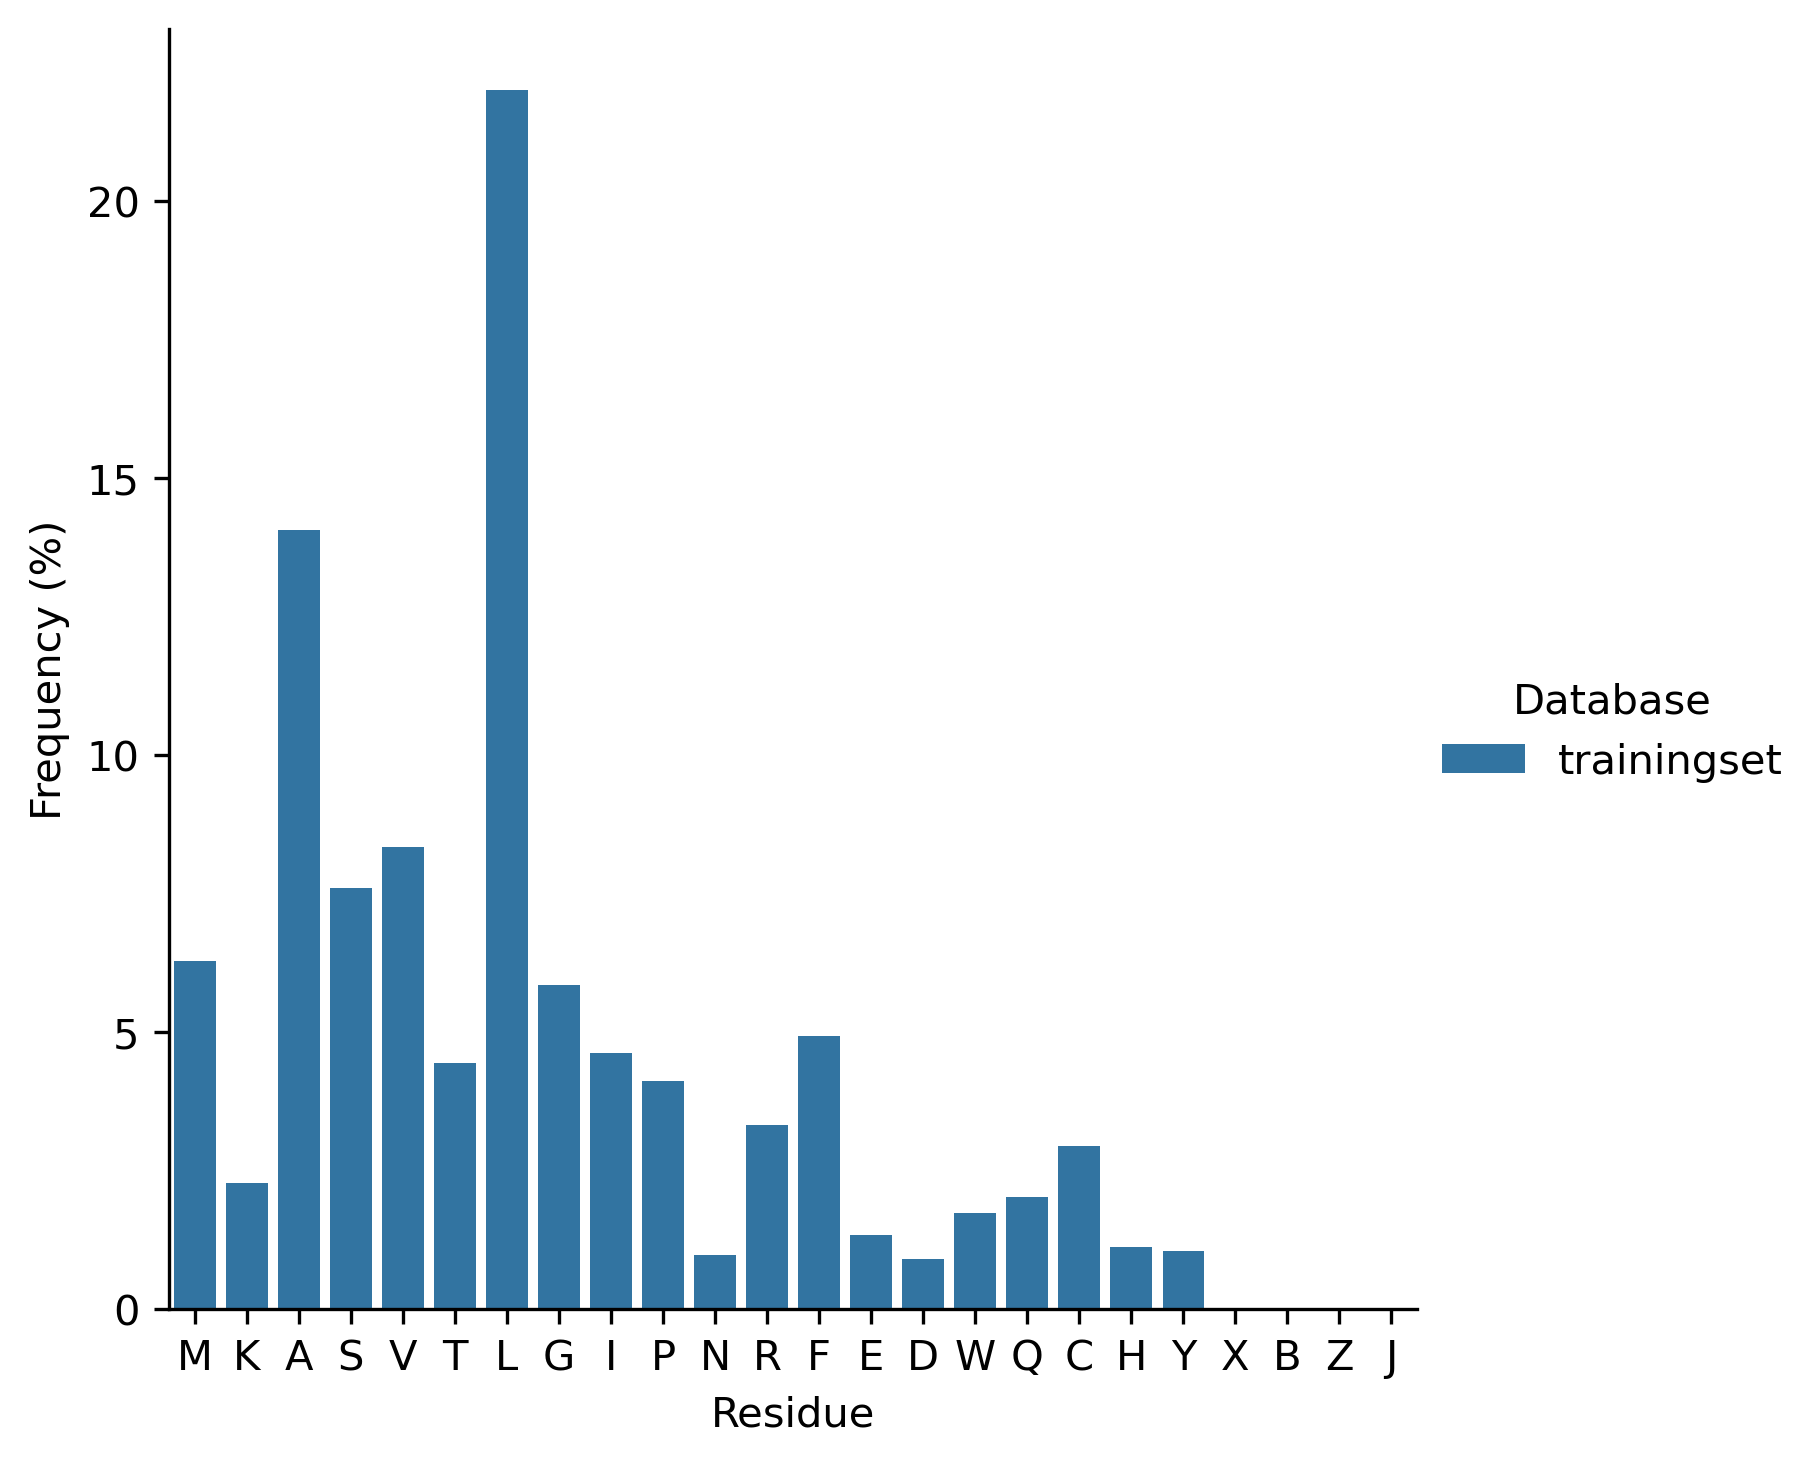 20
15
10
5
0
Frequency (%)
M K A S V T L G I P N R F E D W Q C H Y X B Z J
Residue
Database
trainingset